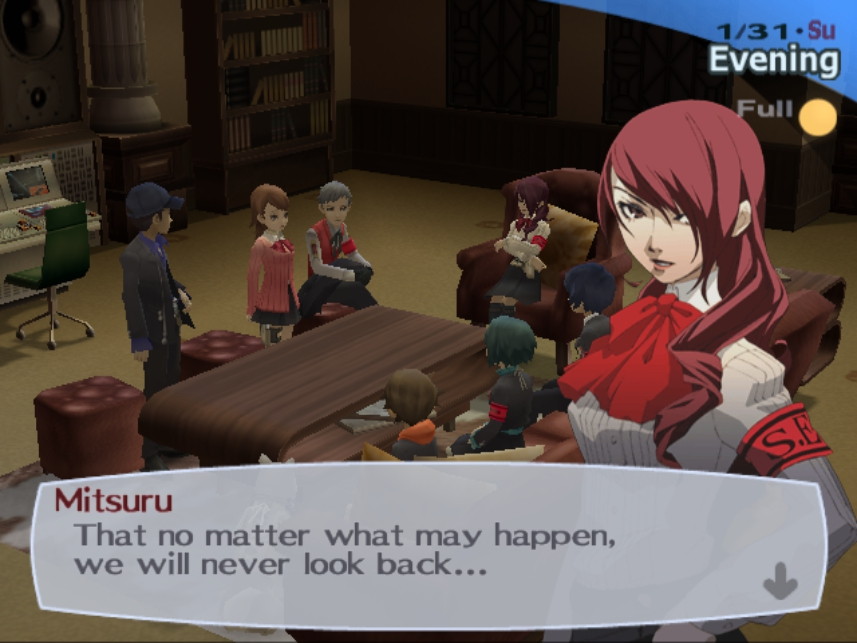 1/31・Su
Evening
Full
S.E
Mitsuru
That no matter what may happen,
we will never look back...